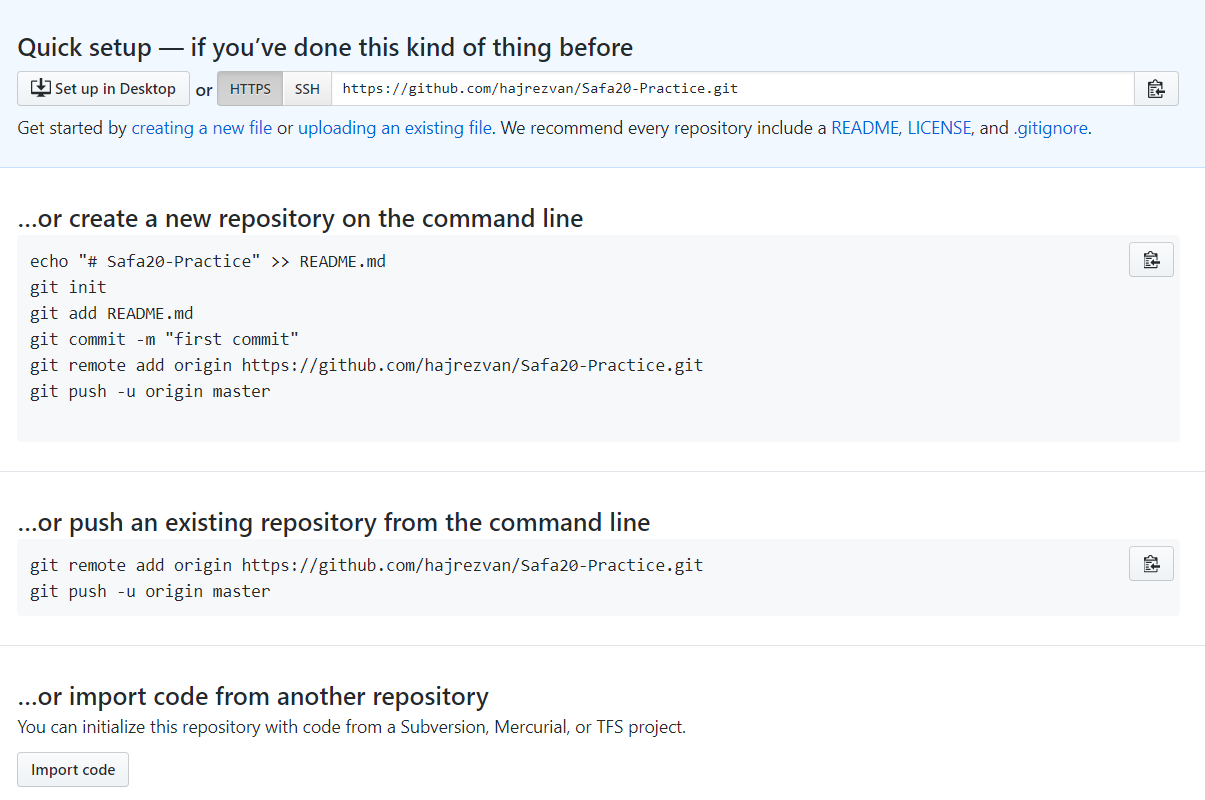 Quick setup — if you’ve done this kind of thing before
Set up in Desktop or HTTPS SSH https://github.com/hajrezvan/Safa20-Practice.git
Get started by creating a new file or uploading an existing file. We recommend every repository include a README, LICENSE, and .gitignore.
…or create a new repository on the command line
echo "# Safa20-Practice" >> README.md
git init
git add README.md
git commit -m "first commit"
git remote add origin https://github.com/hajrezvan/Safa20-Practice.git
git push -u origin master
…or push an existing repository from the command line
git remote add origin https://github.com/hajrezvan/Safa20-Practice.git
git push -u origin master
…or import code from another repository
You can initialize this repository with code from a Subversion, Mercurial, or TFS project.
Import code